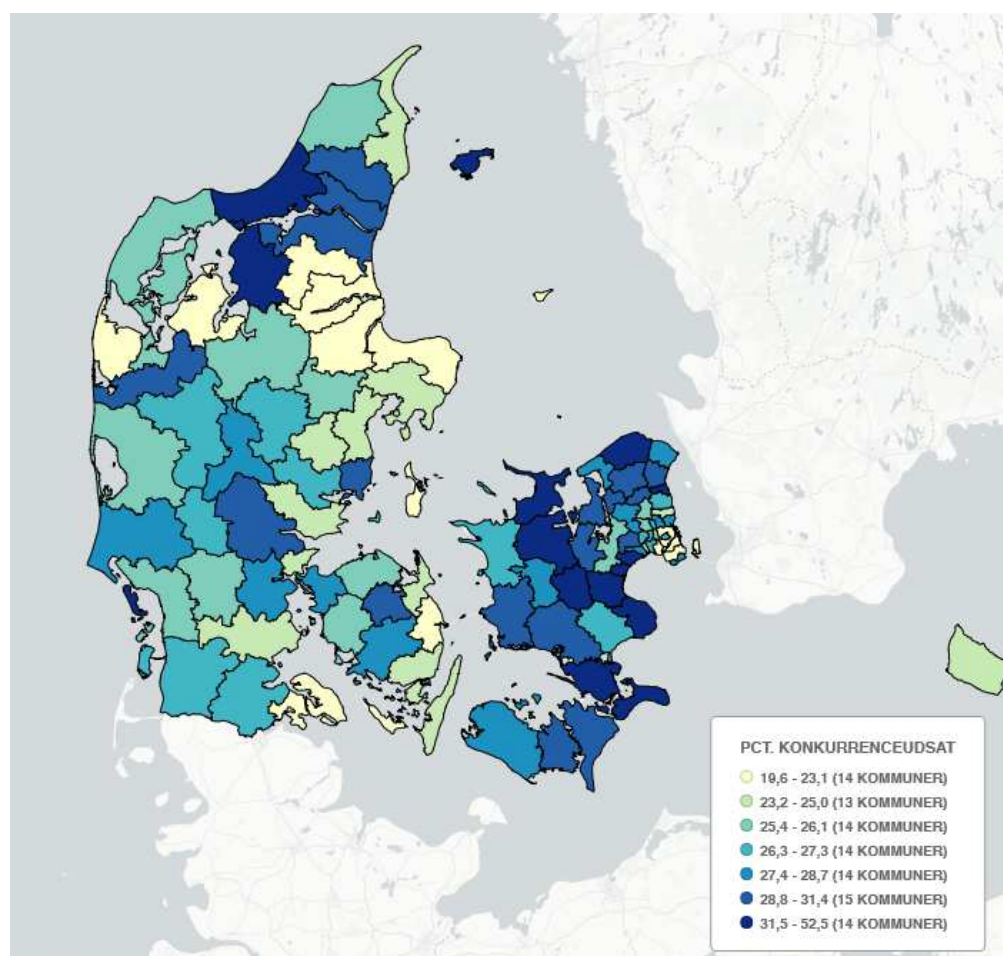 PCT. KONKURRENCEUDSAT
19,6 - 23,1 (14 KOMMUNER)
23,2 - 25,0 (13 KOMMUNER)
25,4 - 26,1 (14 KOMMUNER)
26,3 - 27,3 (14 KOMMUNER)
27,4 - 28,7 (14 KOMMUNER)
28,8 - 31,4 (15 KOMMUNER)
31,5 - 52,5 (14 KOMMUNER)